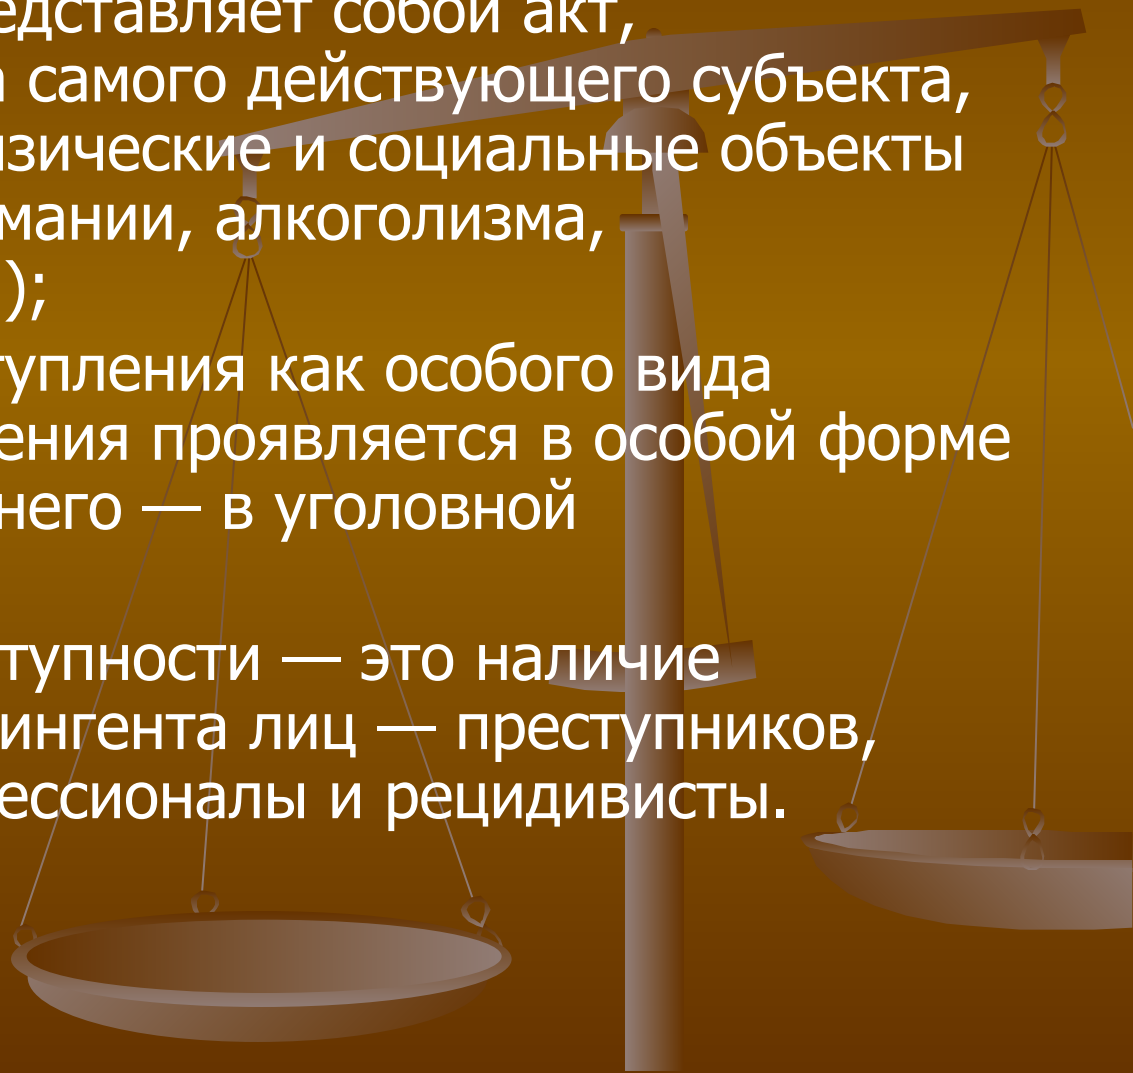 едставляет собой акт,
самого действующего субъекта,
изические и социальные объекты
мании, алкоголизма,
);
тупления как особого вида
ения проявляется в особой форме
него — в уголовной
тупности — это наличие
ингента лиц — преступников,
ессионалы и рецидивисты.